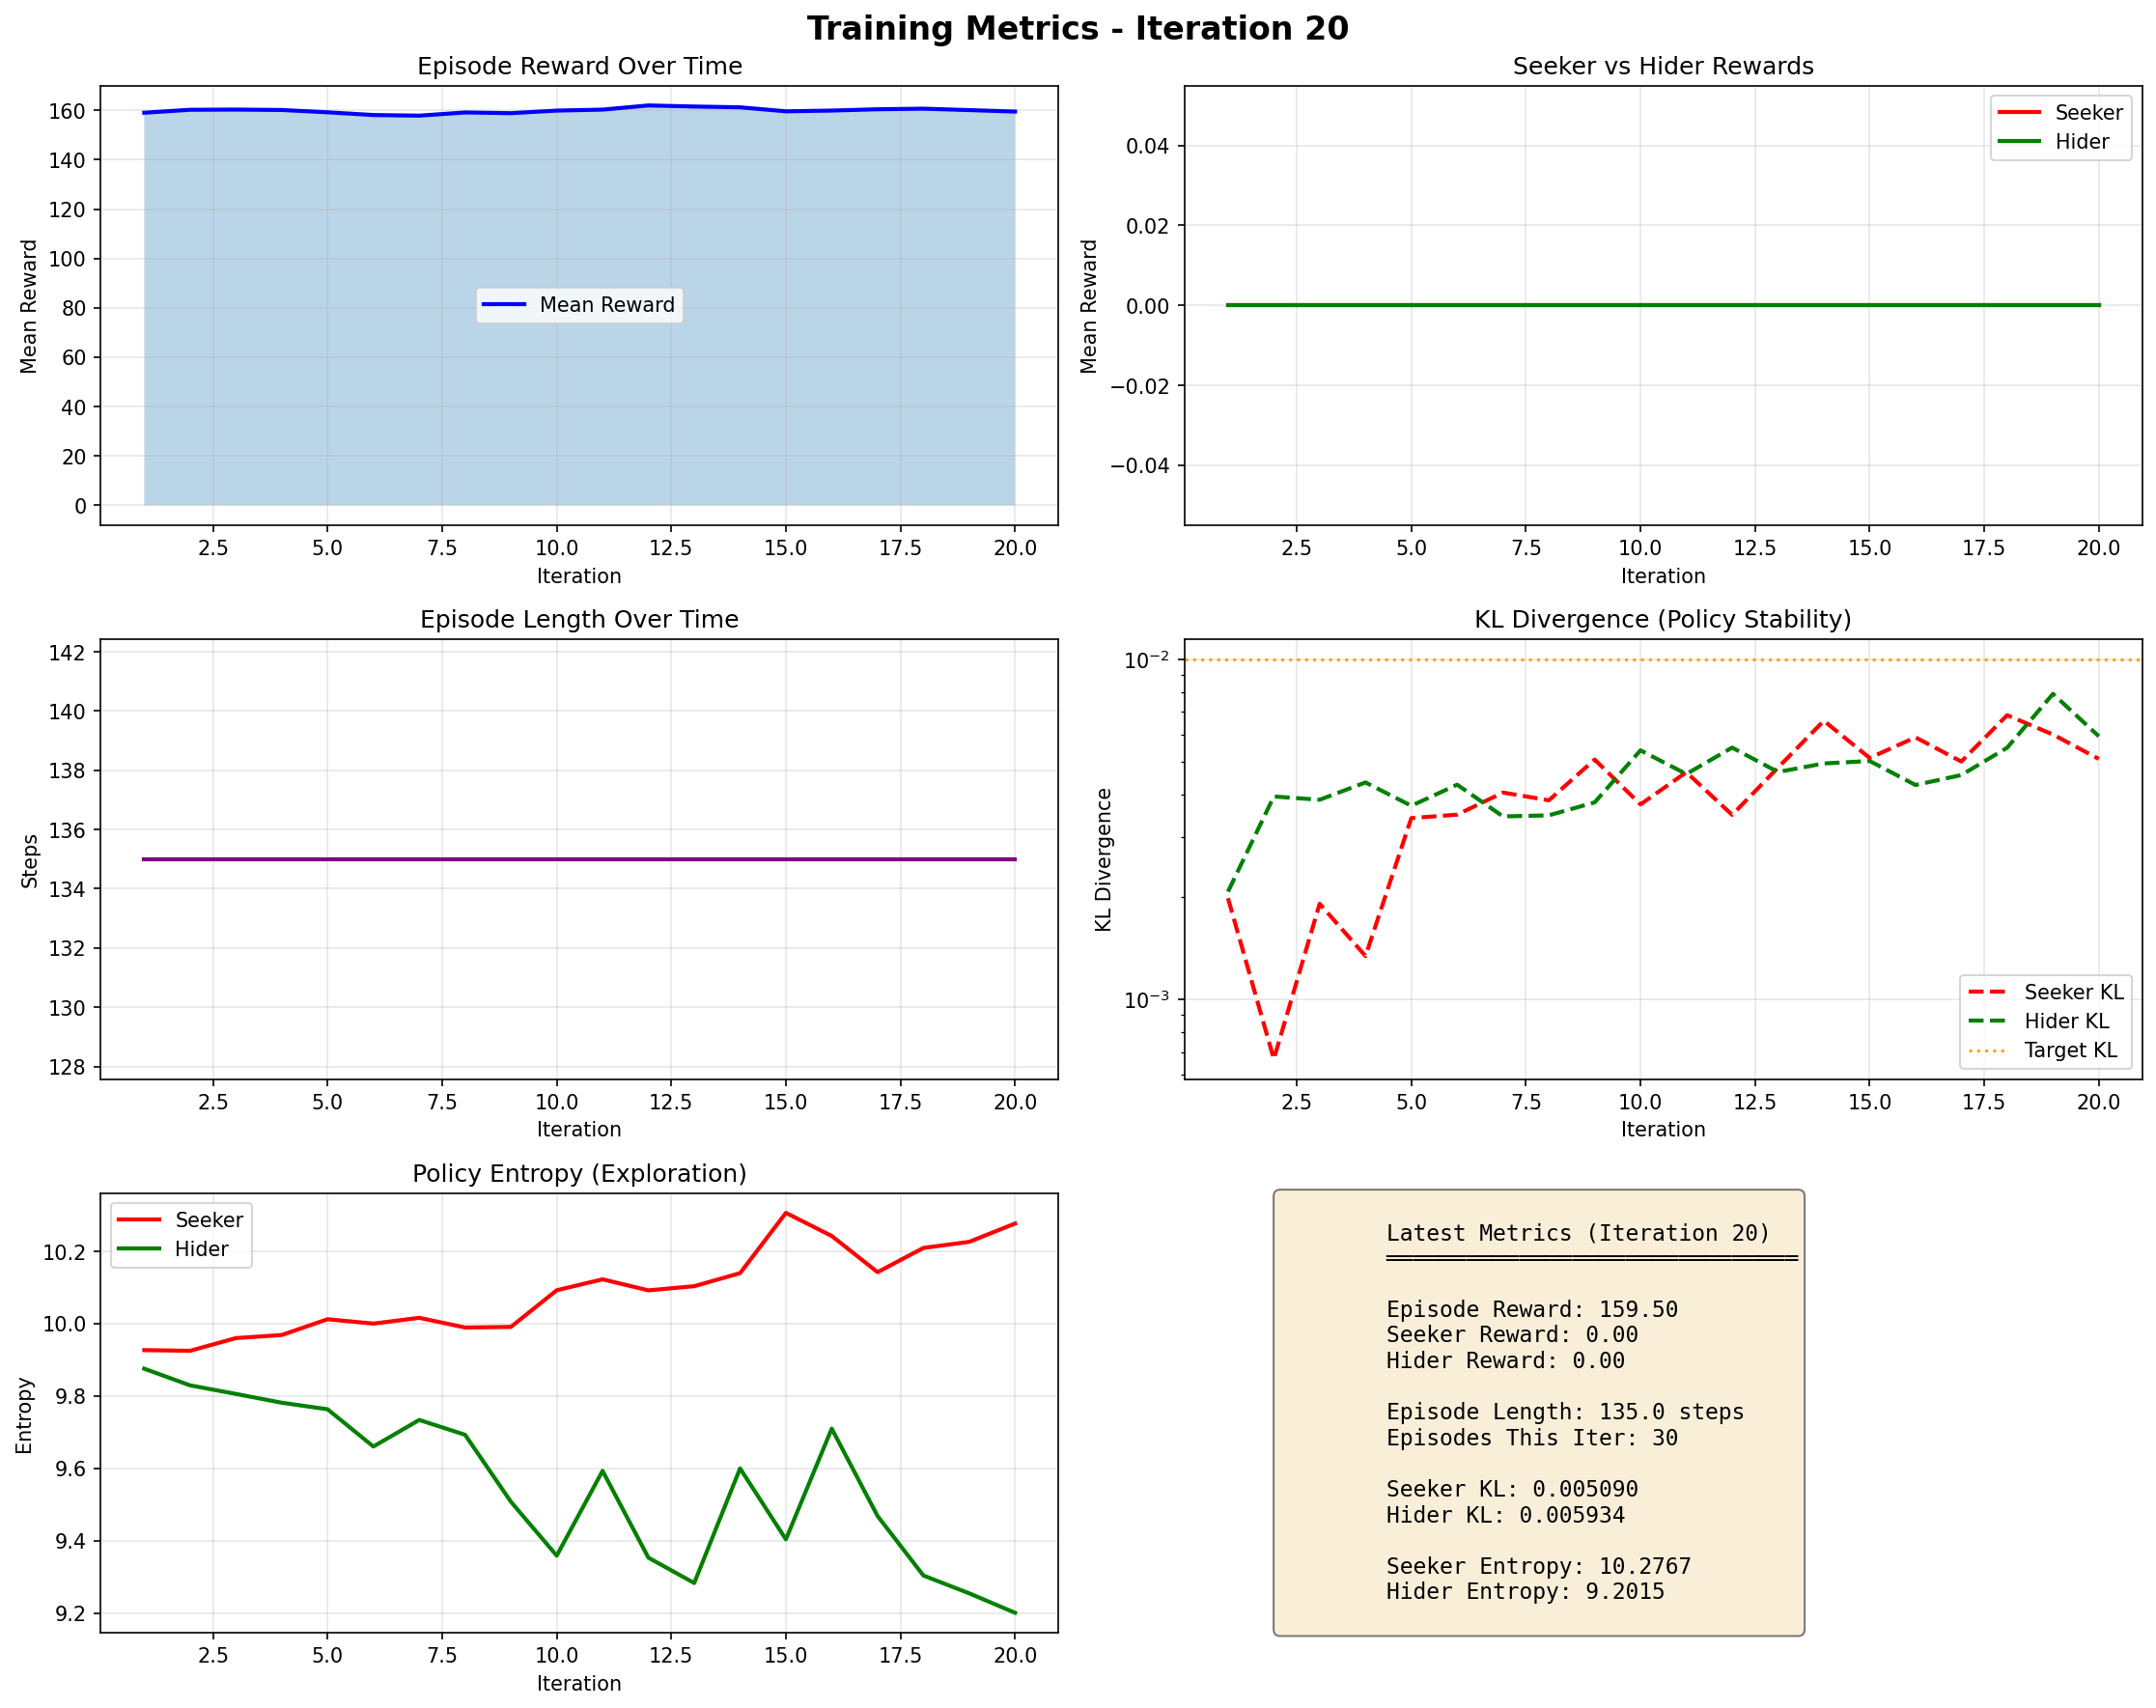 Training Metrics - Iteration 20
Episode Reward Over Time
Mean Reward
160
140
120
100
80
60
40
20
0
Mean Reward
2.5 5.0 7.5 10.0 12.5 15.0 17.5 20.0
Iteration
Seeker vs Hider Rewards
Mean Reward
0.04
0.02
0.00
−0.02
−0.04
Seeker
Hider
2.5 5.0 7.5 10.0 12.5 15.0 17.5 20.0
Iteration
Episode Length Over Time
Steps
142
140
138
136
134
132
130
128
2.5 5.0 7.5 10.0 12.5 15.0 17.5 20.0
Iteration
KL Divergence (Policy Stability)
KL Divergence
10⁻²
10⁻³
Seeker KL
Hider KL
Target KL
2.5 5.0 7.5 10.0 12.5 15.0 17.5 20.0
Iteration
Policy Entropy (Exploration)
Entropy
10.2
10.0
9.8
9.6
9.4
9.2
Seeker
Hider
2.5 5.0 7.5 10.0 12.5 15.0 17.5 20.0
Iteration
Latest Metrics (Iteration 20)
═══════════════════════════════
Episode Reward: 159.50
Seeker Reward: 0.00
Hider Reward: 0.00
Episode Length: 135.0 steps
Episodes This Iter: 30
Seeker KL: 0.005090
Hider KL: 0.005934
Seeker Entropy: 10.2767
Hider Entropy: 9.2015